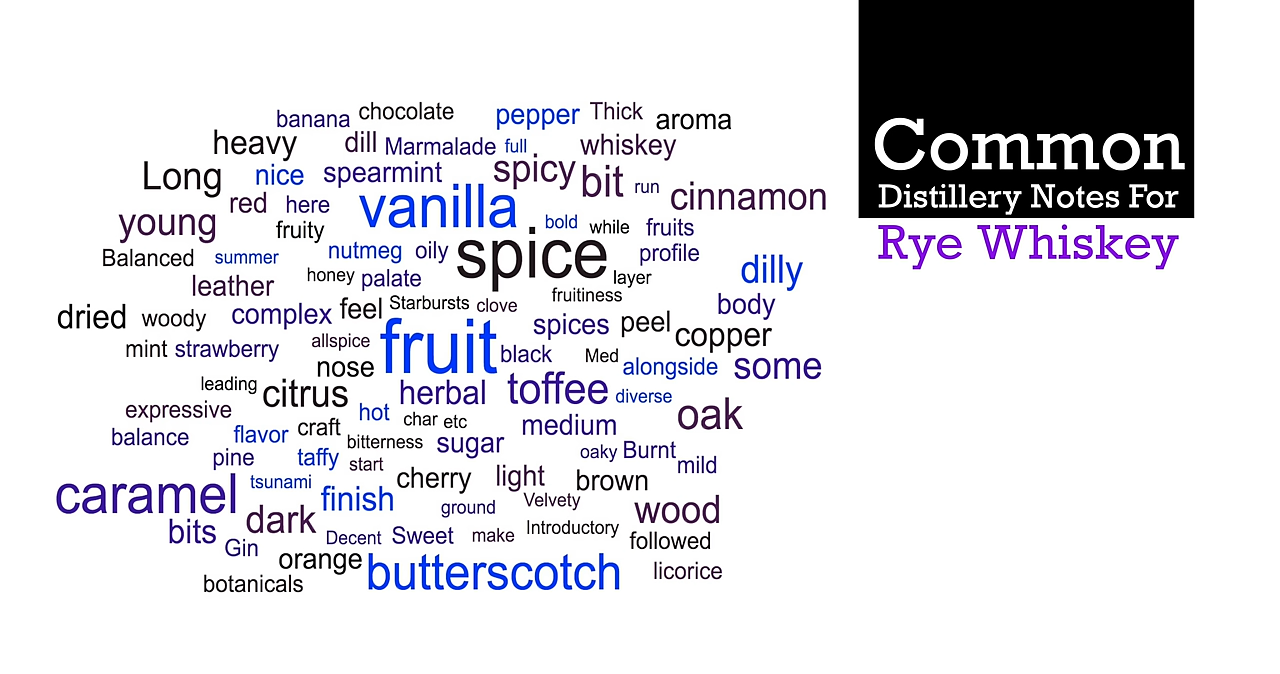 banana chocolate pepper Thick aroma
heavy dill Marmalade full whiskey
Long nice spearmint spicy bit run cinnamon
young red here vanilla bold while fruits
fruity
Balanced summer nutmeg oily spice profile dilly
leather honey palate layer
fruitiness body
dried woody complex feel Starbursts clove spices peel copper
mint strawberry allspice fruit black Med alongside some
nose
leading citrus herbal toffee diverse
expressive hot char etc medium oak
balance flavor craft bitterness sugar oaky Burnt mild
pine taffy start cherry light brown
caramel tsunami finish ground Velvety wood
bits dark Decent Sweet make Introductory followed
Gin orange butterscotch licorice
botanicals
Common
Distillery Notes For
Rye Whiskey